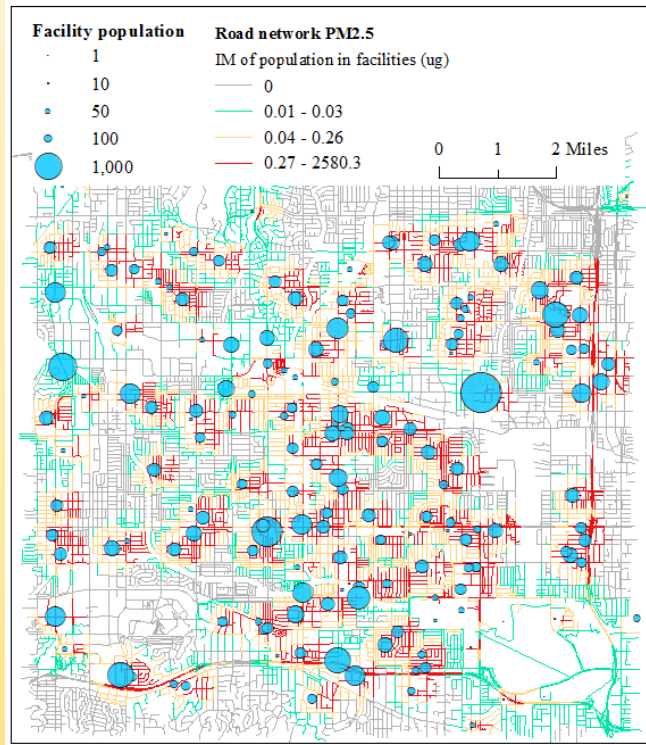 Facility population
1
10
50
100
1,000
Road network PM2.5
IM of population in facilities (ug)
0
0.01 - 0.03
0.04 - 0.26
0.27 - 2580.3
0 1 2 Miles